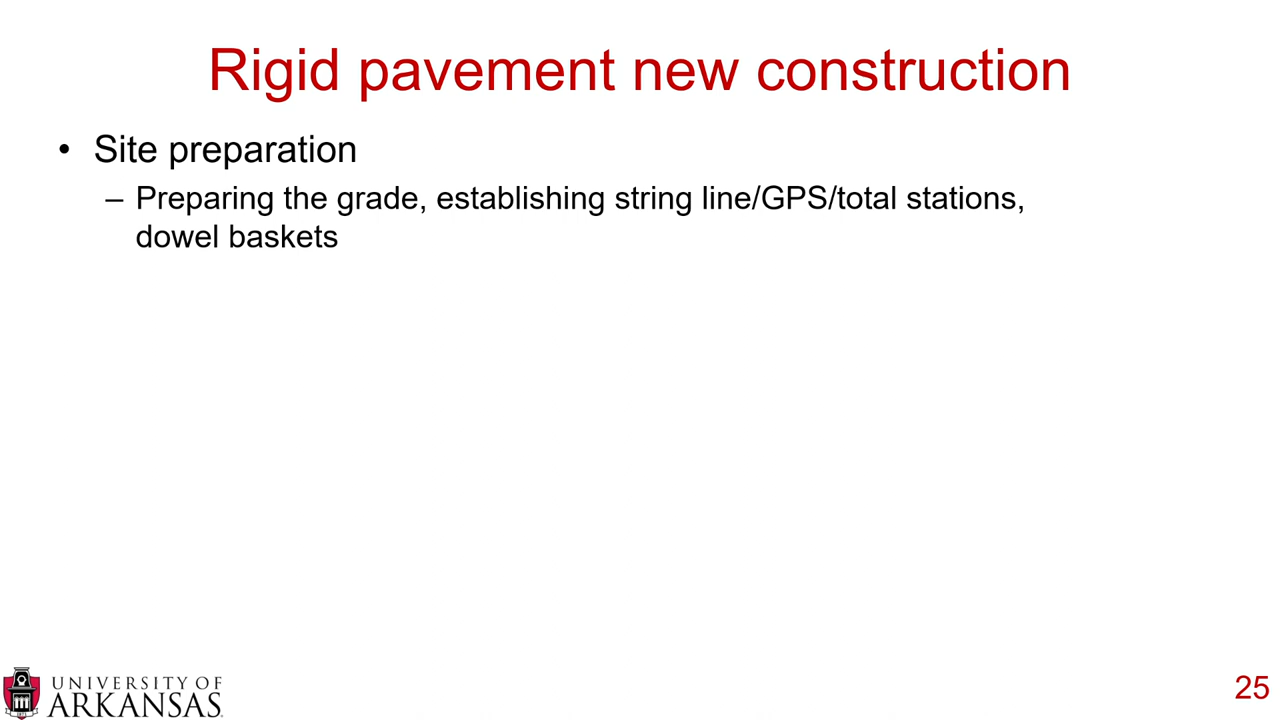 Rigid pavement new construction
• Site preparation
– Preparing the grade, establishing string line/GPS/total stations,
dowel baskets
UNIVERSITY OF
ARKANSAS
25